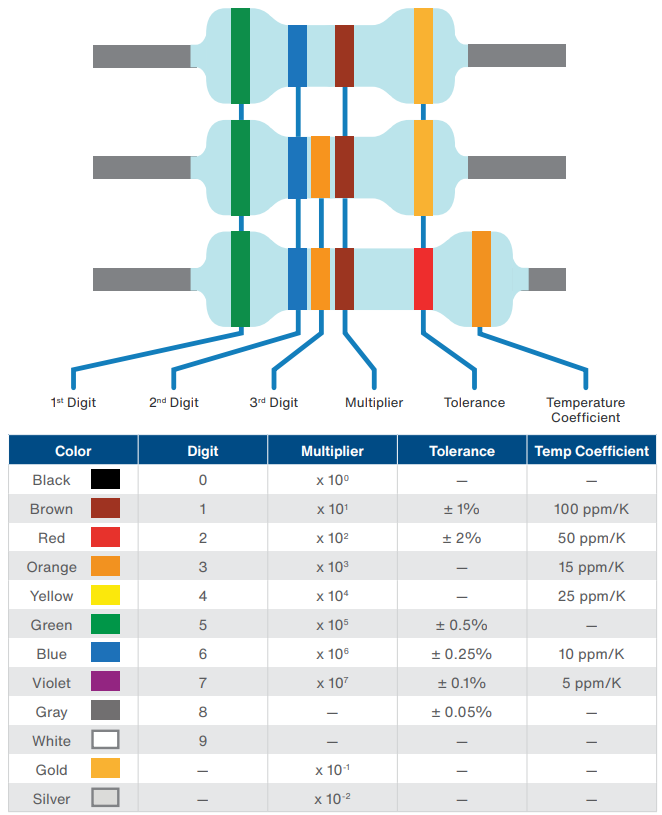 1st Digit 2nd Digit 3rd Digit Multiplier Tolerance Temperature
Coefficient
Color Digit Multiplier Tolerance Temp Coefficient
Black 0 x 10⁰ — —
Brown 1 x 10¹ ± 1% 100 ppm/K
Red 2 x 10² ± 2% 50 ppm/K
Orange 3 x 10³ — 15 ppm/K
Yellow 4 x 10⁴ — 25 ppm/K
Green 5 x 10⁵ ± 0.5% —
Blue 6 x 10⁶ ± 0.25% 10 ppm/K
Violet 7 x 10⁷ ± 0.1% 5 ppm/K
Gray 8 — ± 0.05% —
White 9 — — —
Gold — x 10⁻¹ — —
Silver — x 10⁻² — —